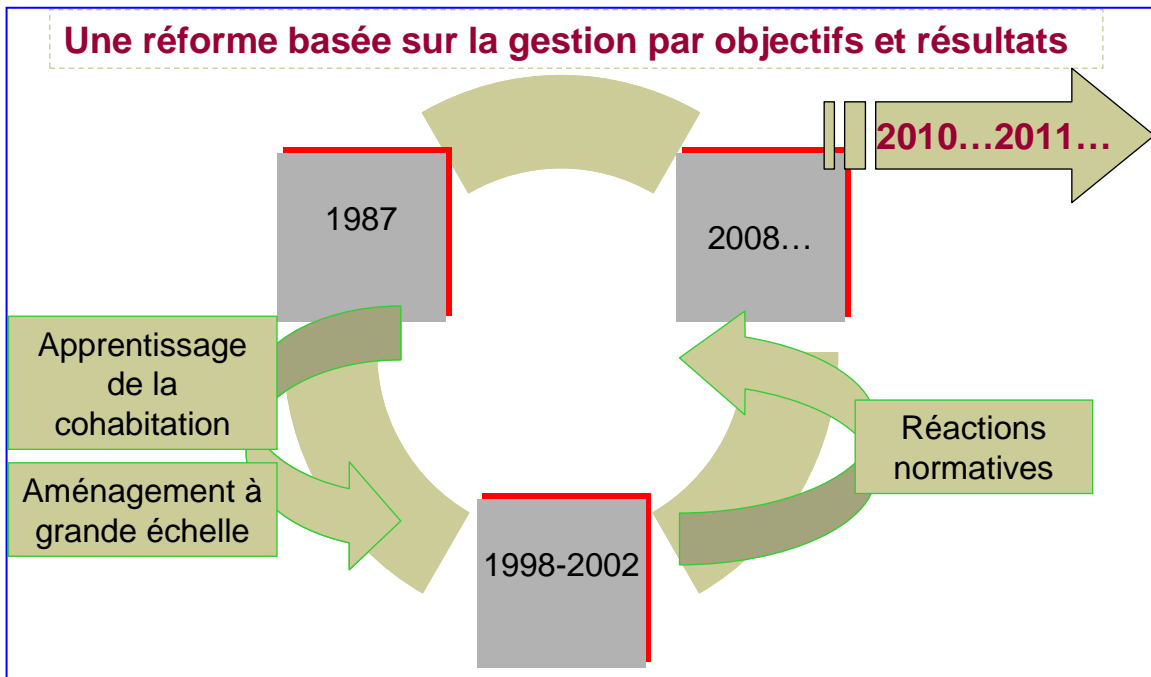 Une réforme basée sur la gestion par objectifs et résultats
2010…2011…
1987
2008…
Apprentissage
de la
cohabitation
Réactions
normatives
Aménagement à
grande échelle
1998-2002